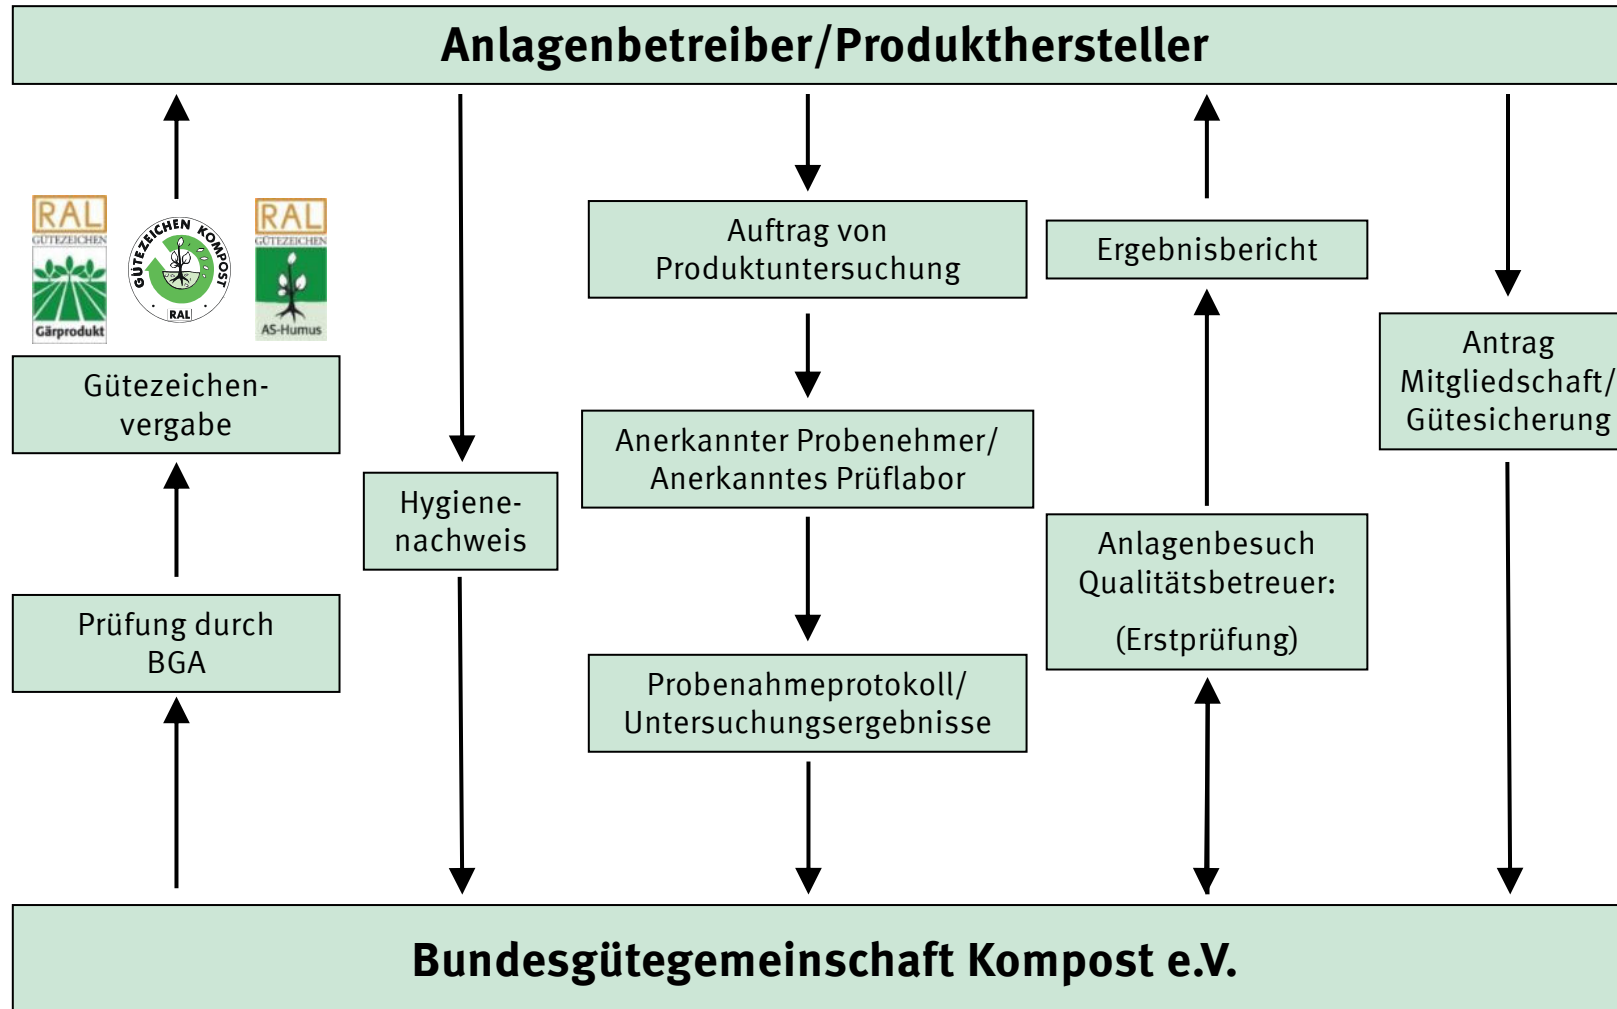 Anlagenbetreiber/Produkthersteller
RAL
GÜTEZEICHEN
Gärprodukt
GÜTEZEICHEN KOMPOST
RAL
RAL
GÜTEZEICHEN
AS-Humus
Gütezeichen-
vergabe
Prüfung durch
BGA
Hygiene-
nachweis
Auftrag von
Produktuntersuchung
Anerkannter Probenehmer/
Anerkanntes Prüflabor
Probenahmeprotokoll/
Untersuchungsergebnisse
Ergebnisbericht
Anlagenbesuch
Qualitätsbetreuer:
(Erstprüfung)
Antrag
Mitgliedschaft/
Gütesicherung
Bundesgütegemeinschaft Kompost e.V.